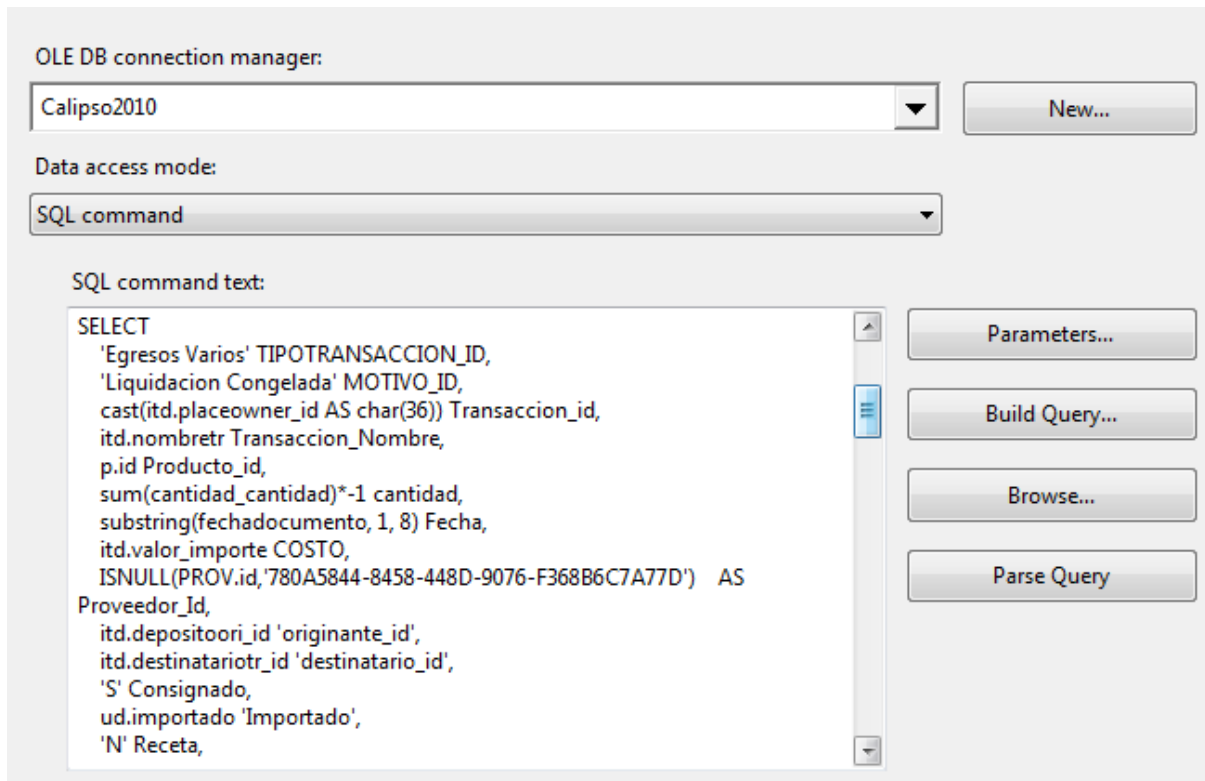 OLE DB connection manager:
Calipso2010
New...
Data access mode:
SQL command
SQL command text:
SELECT
'Egresos Varios' TIPOTRANSACCION_ID,
'Liquidacion Congelada' MOTIVO_ID,
cast(itd.placeowner_id AS char(36)) Transaccion_id,
itd.nombretr Transaccion_Nombre,
p.id Producto_id,
sum(cantidad_cantidad)*-1 cantidad,
substring(fechadocumento, 1, 8) Fecha,
itd.valor_importe COSTO,
ISNULL(PROV.id,'780A5844-8458-448D-9076-F368B6C7A77D') AS
Proveedor_Id,
itd.depositoori_id 'originante_id',
itd.destinatariotr_id 'destinatario_id',
'S' Consignado,
ud.importado 'Importado',
'N' Receta,
Parameters...
Build Query...
Browse...
Parse Query